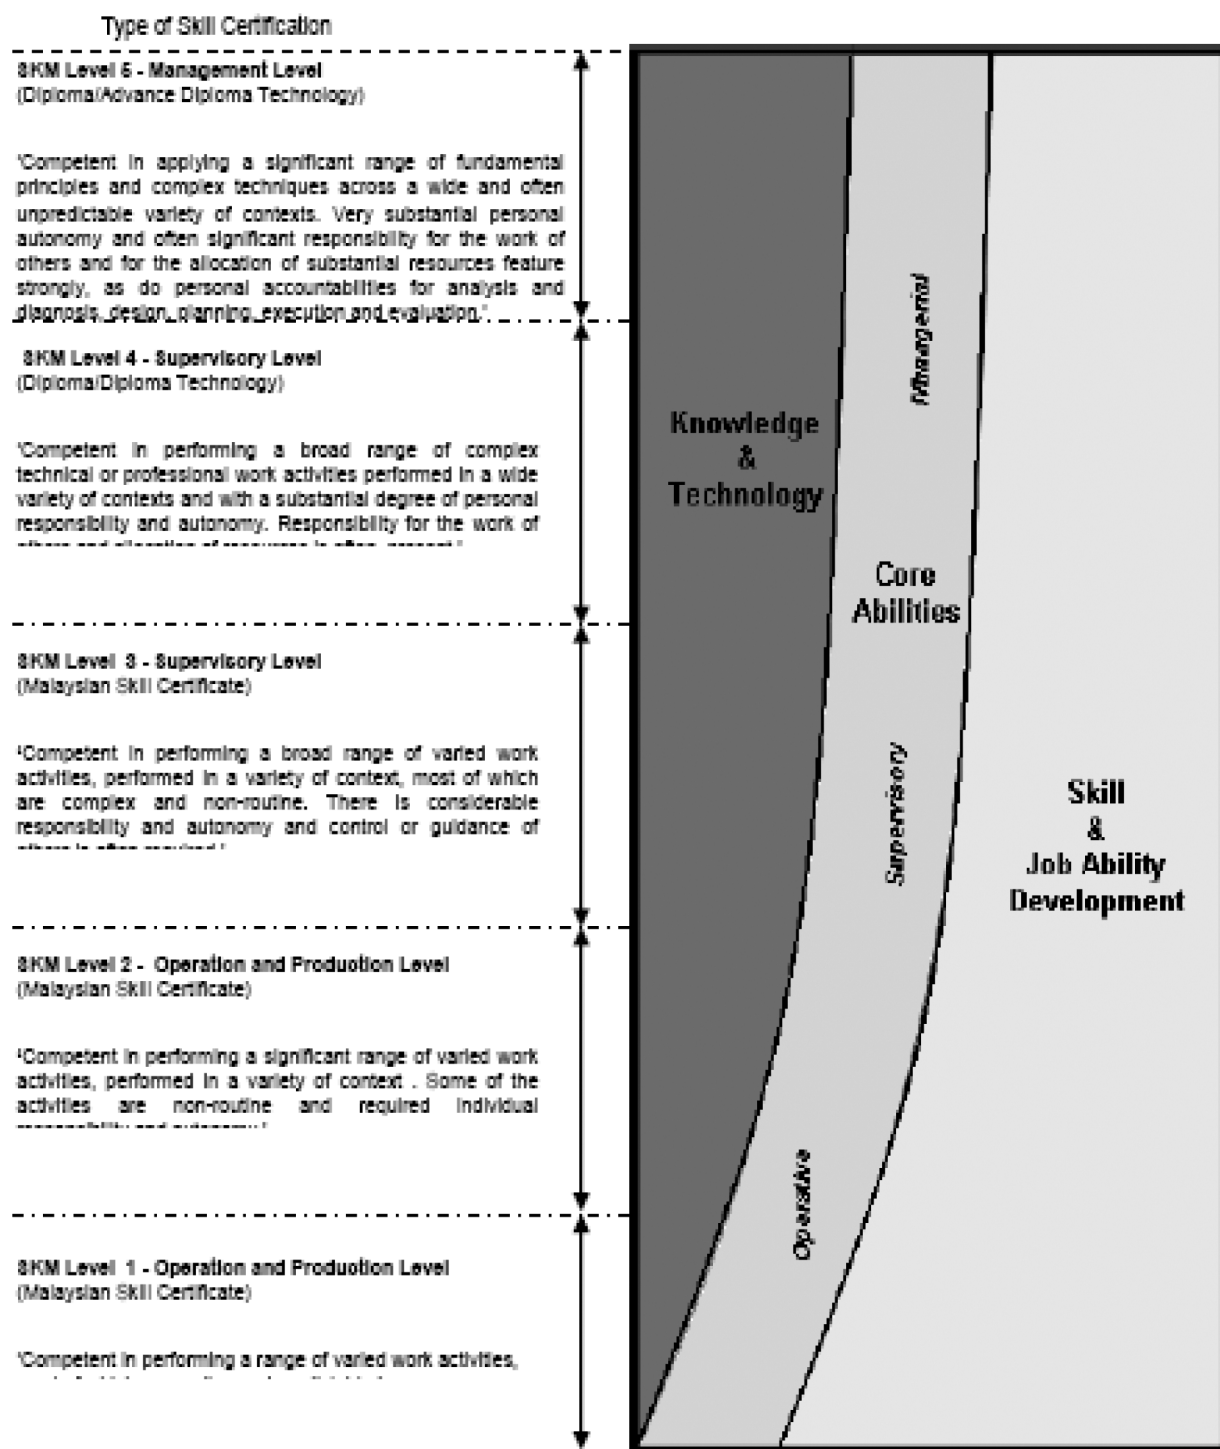 Type of Skill Certification
SKM Level 5 - Management Level
(Diploma/Advance Diploma Technology)
'Competent in applying a significant range of fundamental
principles and complex techniques across a wide and often
unpredictable variety of contexts. Very substantial personal
autonomy and often significant responsibility for the work of
others and for the allocation of substantial resources feature
strongly, as do personal accountabilities for analysis and
diagnosis, design, planning, execution and evaluation.'
SKM Level 4 - Supervisory Level
(Diploma/Diploma Technology)
'Competent in performing a broad range of complex
technical or professional work activities performed in a wide
variety of contexts and with a substantial degree of personal
responsibility and autonomy. Responsibility for the work of
SKM Level 3 - Supervisory Level
(Malaysian Skill Certificate)
'Competent in performing a broad range of varied work
activities, performed in a variety of context, most of which
are complex and non-routine. There is considerable
responsibility and autonomy and control or guidance of
SKM Level 2 - Operation and Production Level
(Malaysian Skill Certificate)
'Competent in performing a significant range of varied work
activities, performed in a variety of context . Some of the
activities are non-routine and required individual
SKM Level 1 - Operation and Production Level
(Malaysian Skill Certificate)
'Competent in performing a range of varied work activities,
Knowledge
&
Technology
Managerial
Core
Abilities
Supervisory
Operative
Skill
&
Job Ability
Development